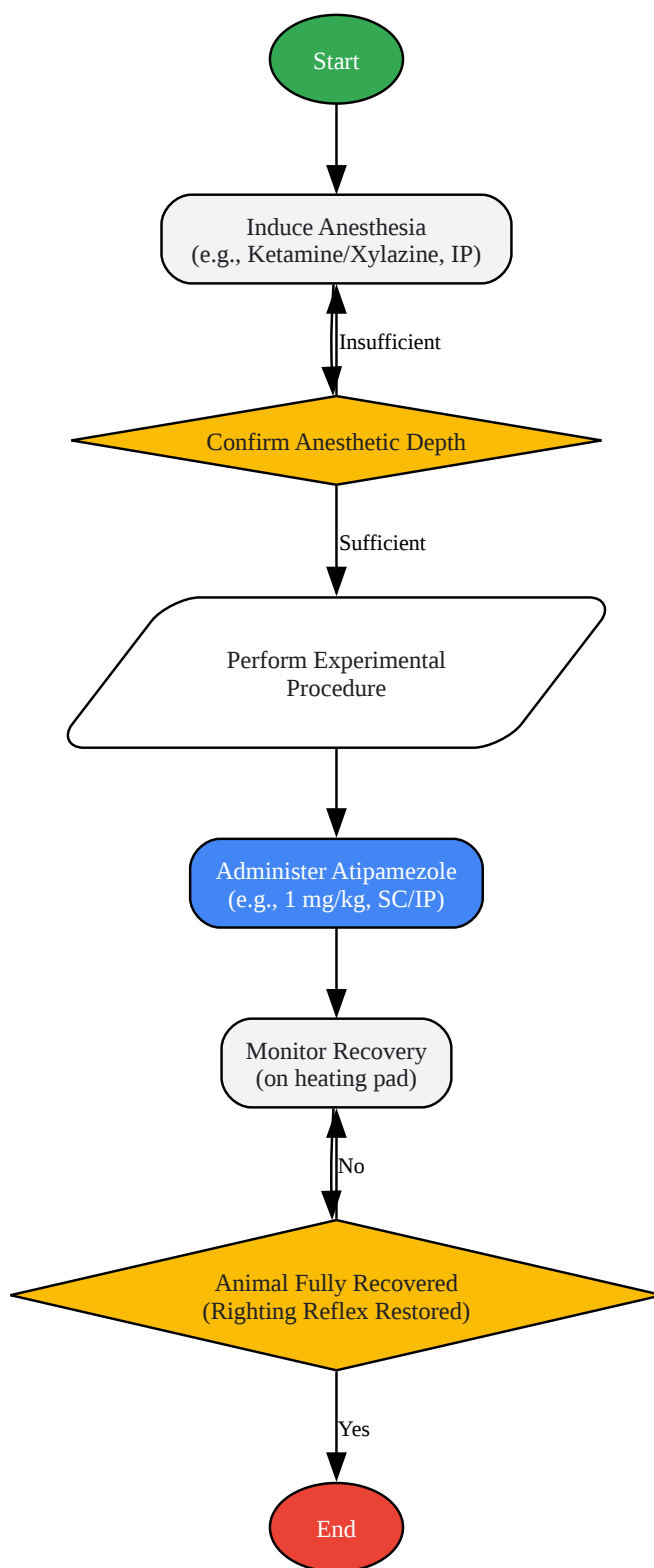 Start
Induce Anesthesia
(e.g., Ketamine/Xylazine, IP)
Insufficient
Confirm Anesthetic Depth
Sufficient
Perform Experimental
Procedure
Administer Atipamezole
(e.g., 1 mg/kg, SC/IP)
Monitor Recovery
(on heating pad)
No
Animal Fully Recovered
(Righting Reflex Restored)
Yes
End